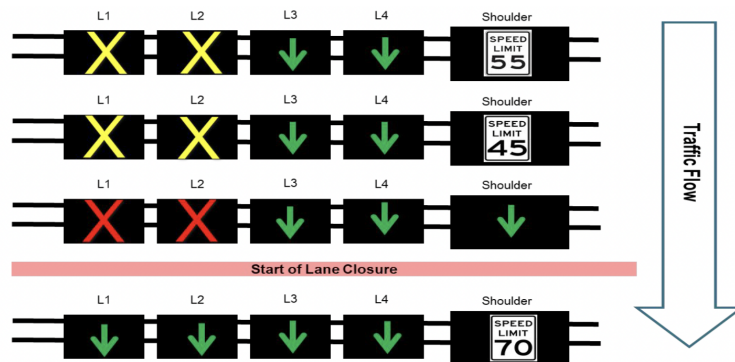 L1 L2 L3 L4 Shoulder
SPEED
LIMIT
55
L1 L2 L3 L4 Shoulder
SPEED
LIMIT
45
L1 L2 L3 L4 Shoulder
Start of Lane Closure
L1 L2 L3 L4 Shoulder
SPEED
LIMIT
70
Traffic Flow